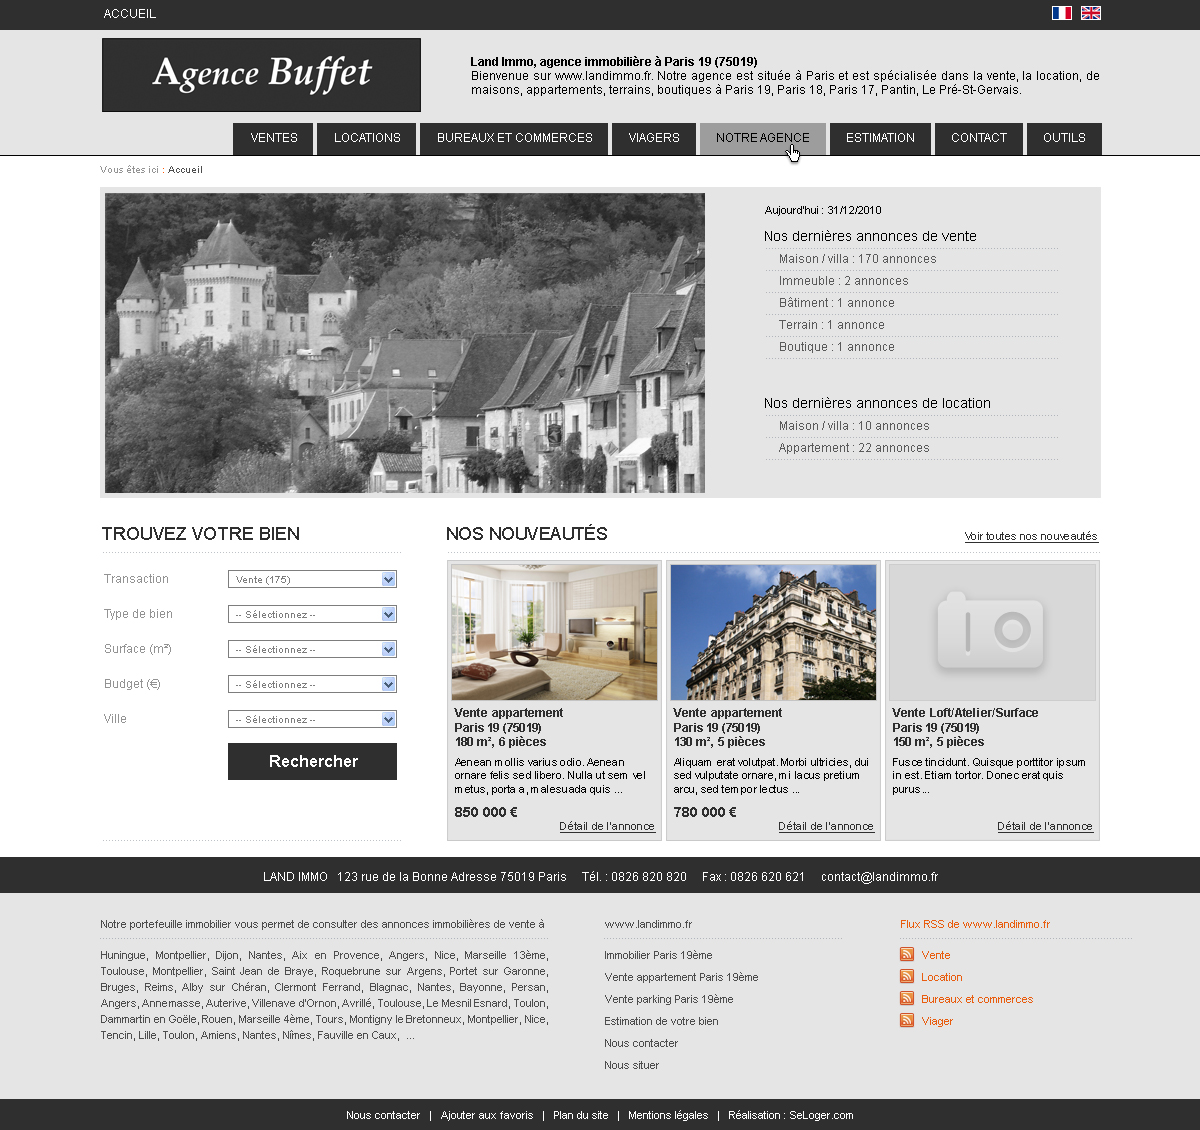 ACCUEIL
Agence Buffet
Land Immo, agence immobilière à Paris 19 (75019)
Bienvenue sur www.landimmo.fr. Notre agence est située à Paris et est spécialisée dans la vente, la location, de
maisons, appartements, terrains, boutiques à Paris 19, Paris 18, Paris 17, Pantin, Le Pré-St-Gervais.
VENTES LOCATIONS BUREAUX ET COMMERCES VIAGERS NOTRE AGENCE ESTIMATION CONTACT OUTILS
Vous êtes ici : Accueil
Aujourd'hui : 31/12/2010
Nos dernières annonces de vente
Maison / villa : 170 annonces
Immeuble : 2 annonces
Bâtiment : 1 annonce
Terrain : 1 annonce
Boutique : 1 annonce
Nos dernières annonces de location
Maison / villa : 10 annonces
Appartement : 22 annonces
TROUVEZ VOTRE BIEN
Transaction Vente (175)
Type de bien -- Sélectionnez --
Surface (m²) -- Sélectionnez --
Budget (€) -- Sélectionnez --
Ville -- Sélectionnez --
Rechercher
NOS NOUVEAUTÉS
Voir toutes nos nouveautés
Vente appartement
Paris 19 (75019)
180 m², 6 pièces
Aenean mollis varius odio. Aenean
ornare felis sed libero. Nulla ut sem vel
metus, porta a, malesuada quis ...
850 000 €
Détail de l'annonce
Vente appartement
Paris 19 (75019)
130 m², 5 pièces
Aliquam erat volutpat. Morbi ultricies, dui
sed vulputate ornare, mi lacus pretium
arcu, sed tempor lectus ...
780 000 €
Détail de l'annonce
Vente Loft/Atelier/Surface
Paris 19 (75019)
150 m², 5 pièces
Fusce tincidunt. Quisque porttitor ipsum
in est. Etiam tortor. Donec erat quis
purus ...
Détail de l'annonce
LAND IMMO 123 rue de la Bonne Adresse 75019 Paris Tél. : 0826 820 820 Fax : 0826 620 621 contact@landimmo.fr
Notre portefeuille immobilier vous permet de consulter des annonces immobilières de vente à
Huningue, Montpellier, Dijon, Nantes, Aix en Provence, Angers, Nice, Marseille 13ème,
Toulouse, Montpellier, Saint Jean de Braye, Roquebrune sur Argens, Portet sur Garonne,
Bruges, Reims, Alby sur Chéran, Clermont Ferrand, Blagnac, Nantes, Bayonne, Persan,
Angers, Annemasse, Auterive, Villenave d'Ornon, Avrillé, Toulouse, Le Mesnil Esnard, Toulon,
Dammartin en Goële, Rouen, Marseille 4ème, Tours, Montigny le Bretonneux, Montpellier, Nice,
Tencin, Lille, Toulon, Amiens, Nantes, Nîmes, Fauville en Caux, ...
www.landimmo.fr
Immobilier Paris 19ème
Vente appartement Paris 19ème
Vente parking Paris 19ème
Estimation de votre bien
Nous contacter
Nous situer
Flux RSS de www.landimmo.fr
Vente
Location
Bureaux et commerces
Viager
Nous contacter | Ajouter aux favoris | Plan du site | Mentions légales | Réalisation : SeLoger.com